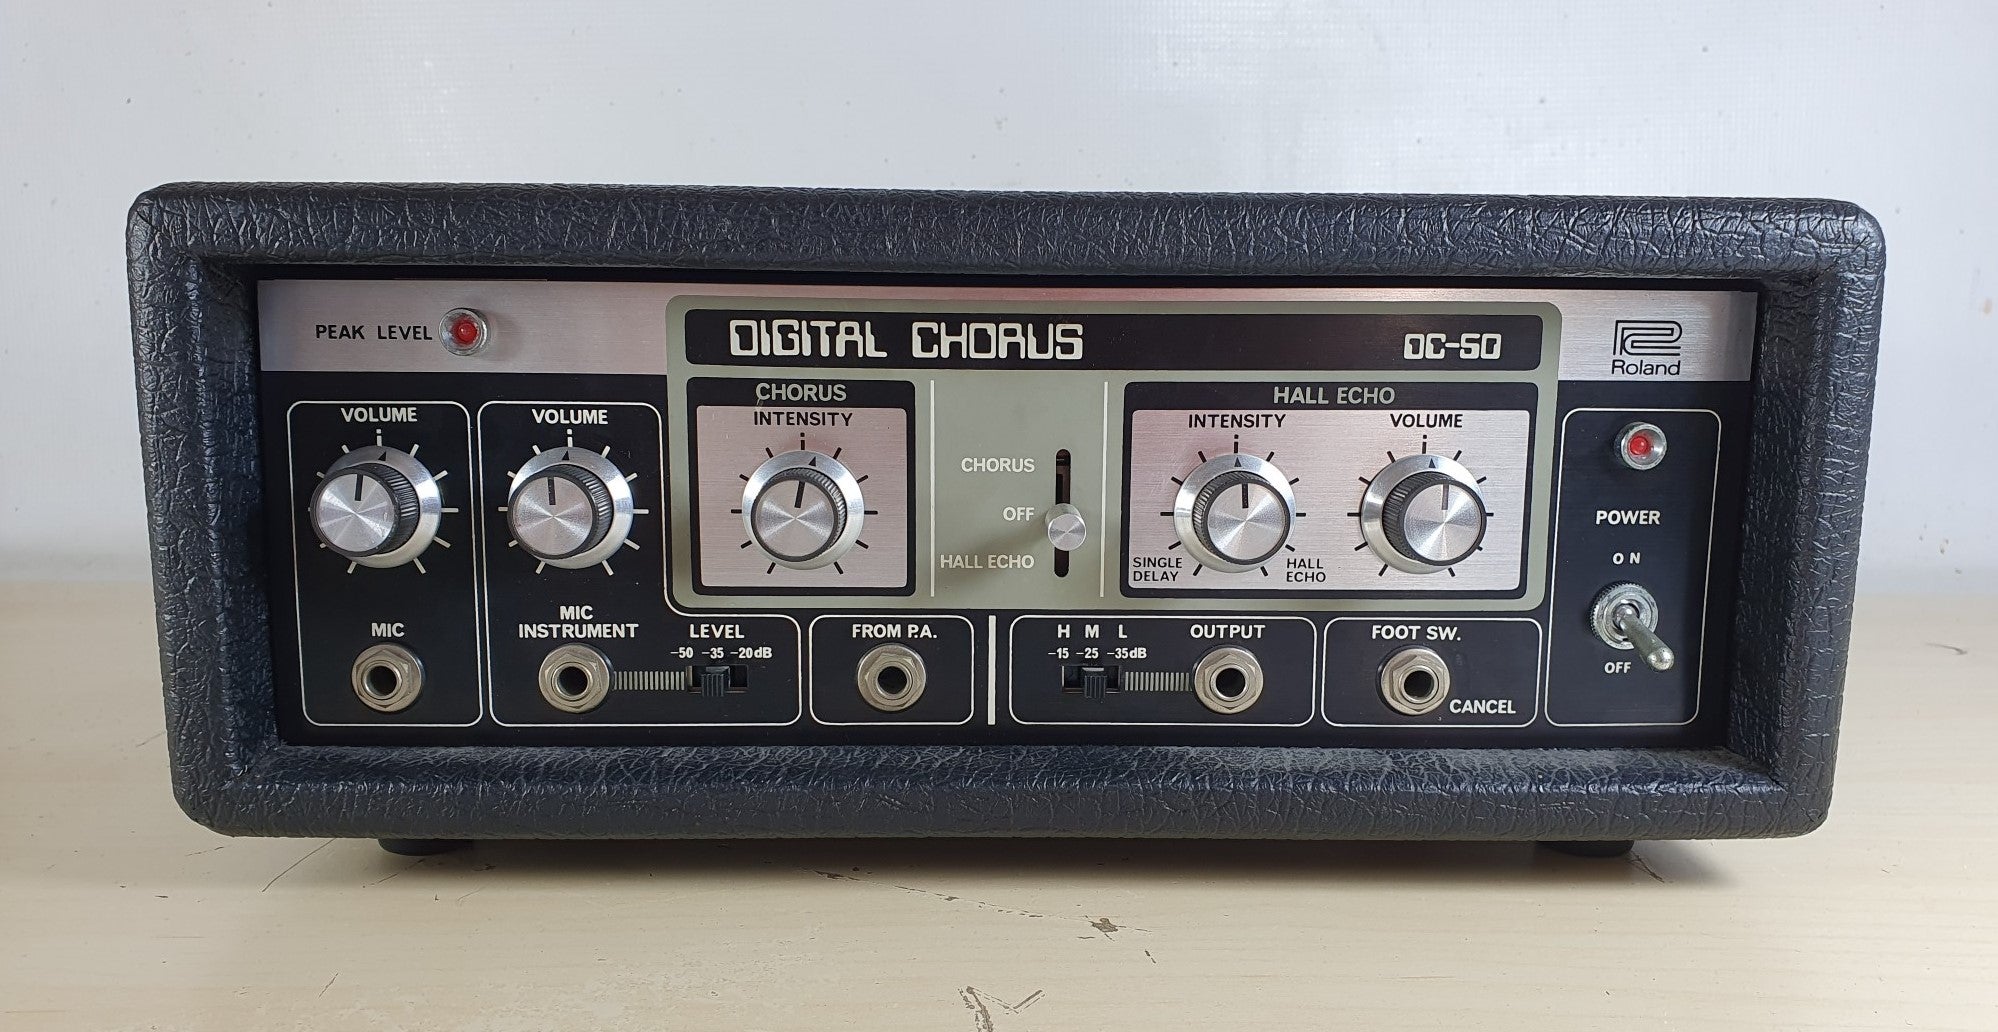 PEAK LEVEL
DIGITAL CHORUS
DC-50
Roland
VOLUME
MIC
VOLUME
MIC
INSTRUMENT
LEVEL
-50 -35 -20dB
CHORUS
INTENSITY
CHORUS
OFF
HALL ECHO
HALL ECHO
INTENSITY
VOLUME
SINGLE
DELAY
HALL
ECHO
FROM P.A.
H M L
-15 -25 -35dB
OUTPUT
FOOT SW.
CANCEL
POWER
ON
OFF